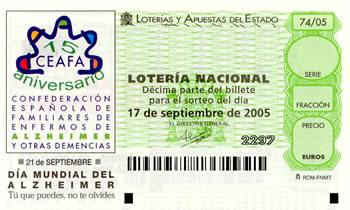 15
CEAFA
aniversario
CONFEDERACIÓN
ESPAÑOLA DE
FAMILIARES DE
ENFERMOS DE
ALZHEIMER
Y OTRAS DEMENCIAS
21 DE SEPTIEMBRE
DÍA MUNDIAL DEL
ALZHEIMER
Tú que puedes, no te olvides
LOTERÍAS Y APUESTAS DEL ESTADO
LOTERÍA NACIONAL
Décima parte del billete
para el sorteo del día
17 de septiembre de 2005
EL DIRECTOR GENERAL
2297
74/05
SERIE
FRACCIÓN
PRECIO
EUROS
RCM-FNMT